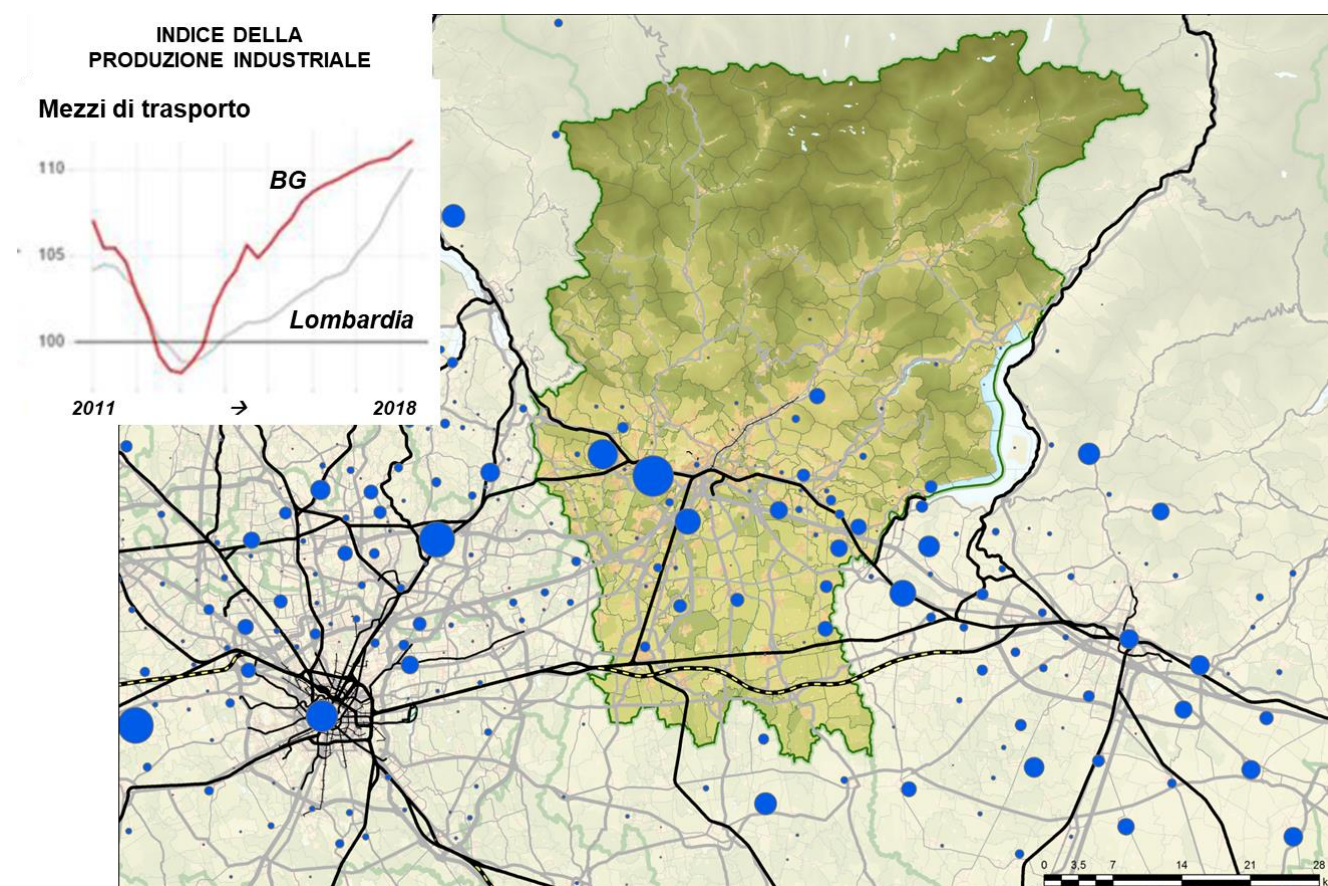 INDICE DELLA
PRODUZIONE INDUSTRIALE
Mezzi di trasporto
110
BG
105
Lombardia
100
2011 → 2018
0 3,5 7 14 21 28